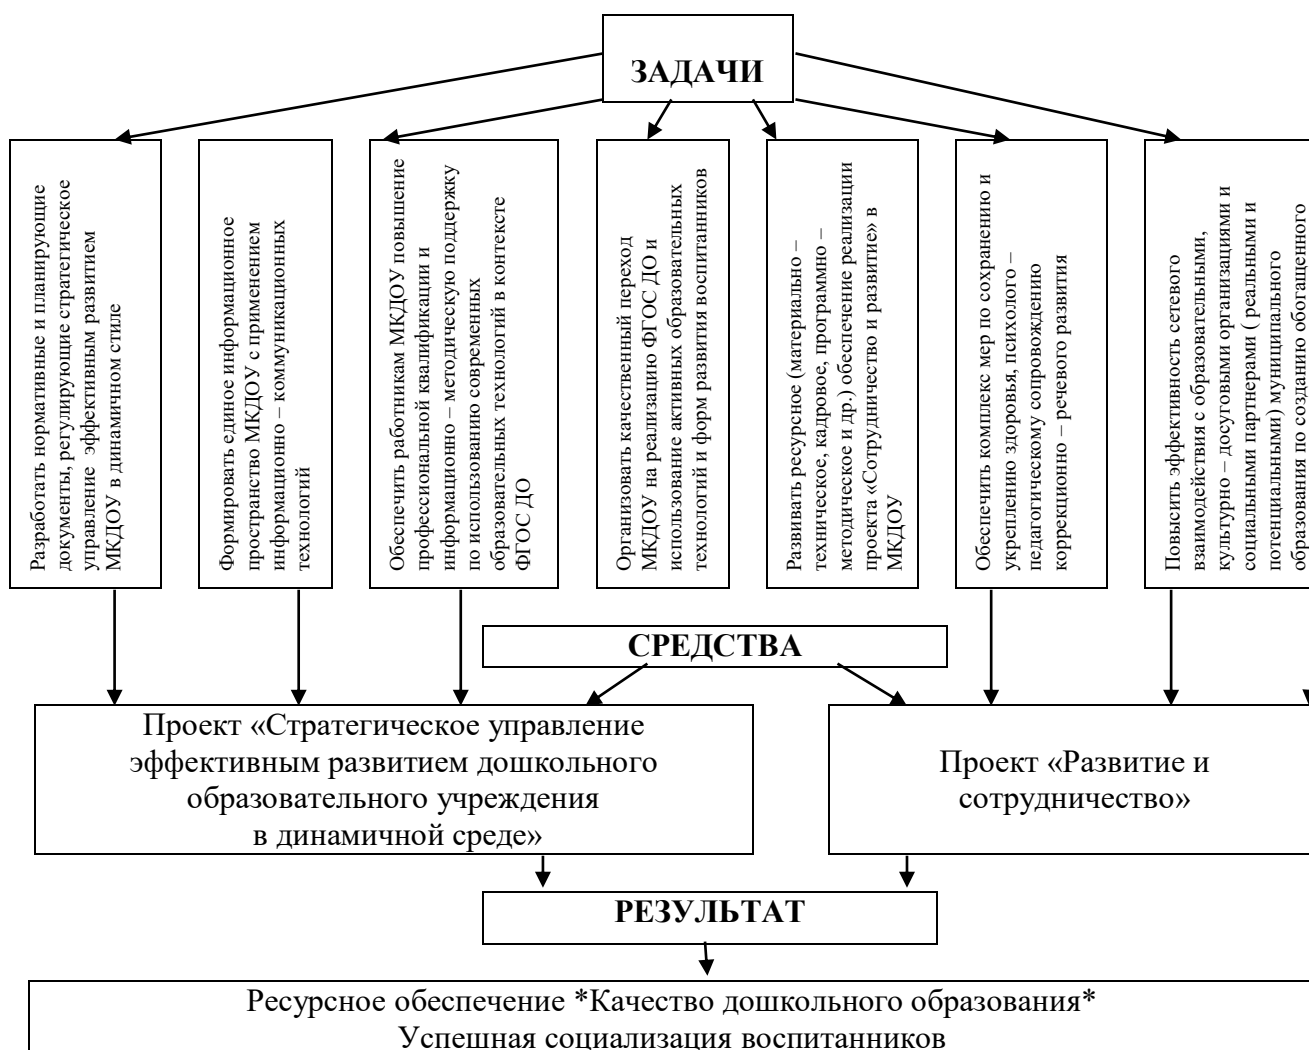 ЗАДАЧИ
Разработать нормативные и планирующие
документы, регулирующие стратегическое
управление эффективным развитием
МКДОУ в динамичном стиле
Формировать единое информационное
пространство МКДОУ с применением
информационно – коммуникационных
технологий
Обеспечить работникам МКДОУ повышение
профессиональной квалификации и
информационно – методическую поддержку
по использованию современных
образовательных технологий в контексте
ФГОС ДО
Организовать качественный переход
МКДОУ на реализацию ФГОС ДО и
использование активных образовательных
технологий и форм развития воспитанников
Развивать ресурсное (материально –
техническое, кадровое, программно –
методическое и др.) обеспечение реализации
проекта «Сотрудничество и развитие» в
МКДОУ
Обеспечить комплекс мер по сохранению и
укреплению здоровья, психолого –
педагогическому сопровождению
коррекционно – речевого развития
Повысить эффективность сетевого
взаимодействия с образовательными,
культурно – досуговыми организациями и
социальными партнерами ( реальными и
потенциальными) муниципального
образования по созданию обогащенного
СРЕДСТВА
Проект «Стратегическое управление
эффективным развитием дошкольного
образовательного учреждения
в динамичной среде»
Проект «Развитие и
сотрудничество»
РЕЗУЛЬТАТ
Ресурсное обеспечение *Качество дошкольного образования*
Успешная социализация воспитанников